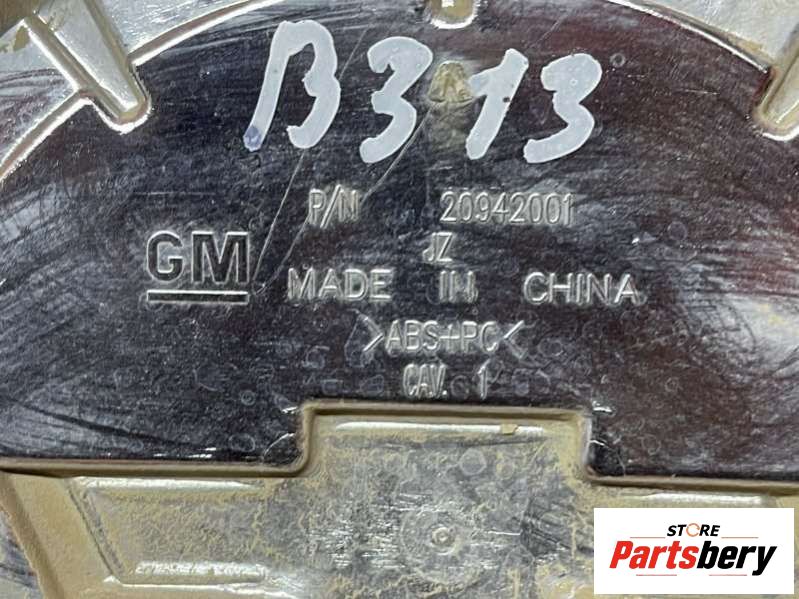 B313
P/N 20942001
JZ
GM
MADE IN CHINA
>ABS+PC<
CAV. 1
STORE
Partsbery